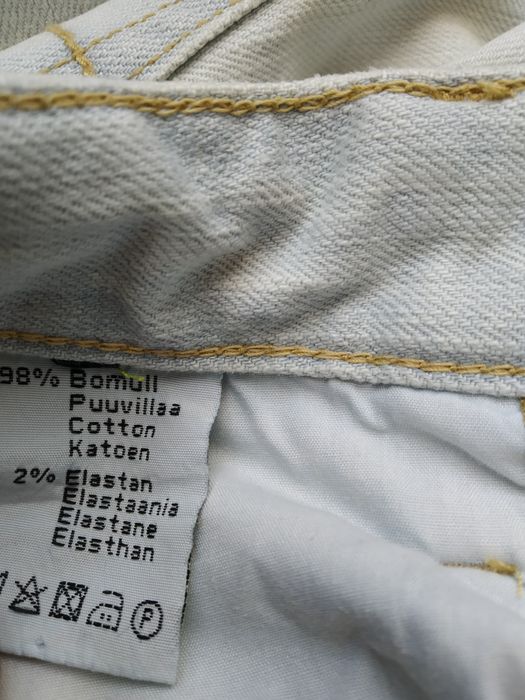 98% Bomull
Puuvillaa
Cotton
Katoen
2% Elastan
Elastaania
Elastane
Elasthan
P